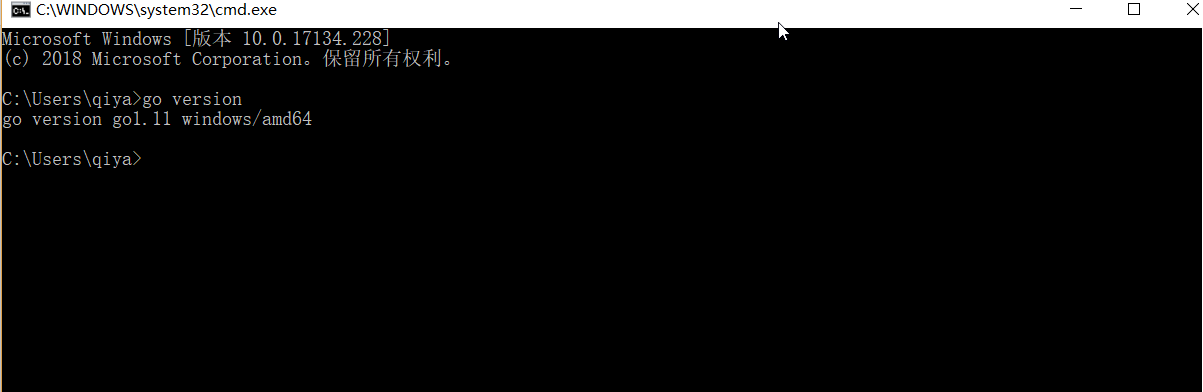 C:\WINDOWS\system32\cmd.exe
Microsoft Windows [版本 10.0.17134.228]
(c) 2018 Microsoft Corporation。保留所有权利。
C:\Users\qiya>go version
go version go1.11 windows/amd64
C:\Users\qiya>